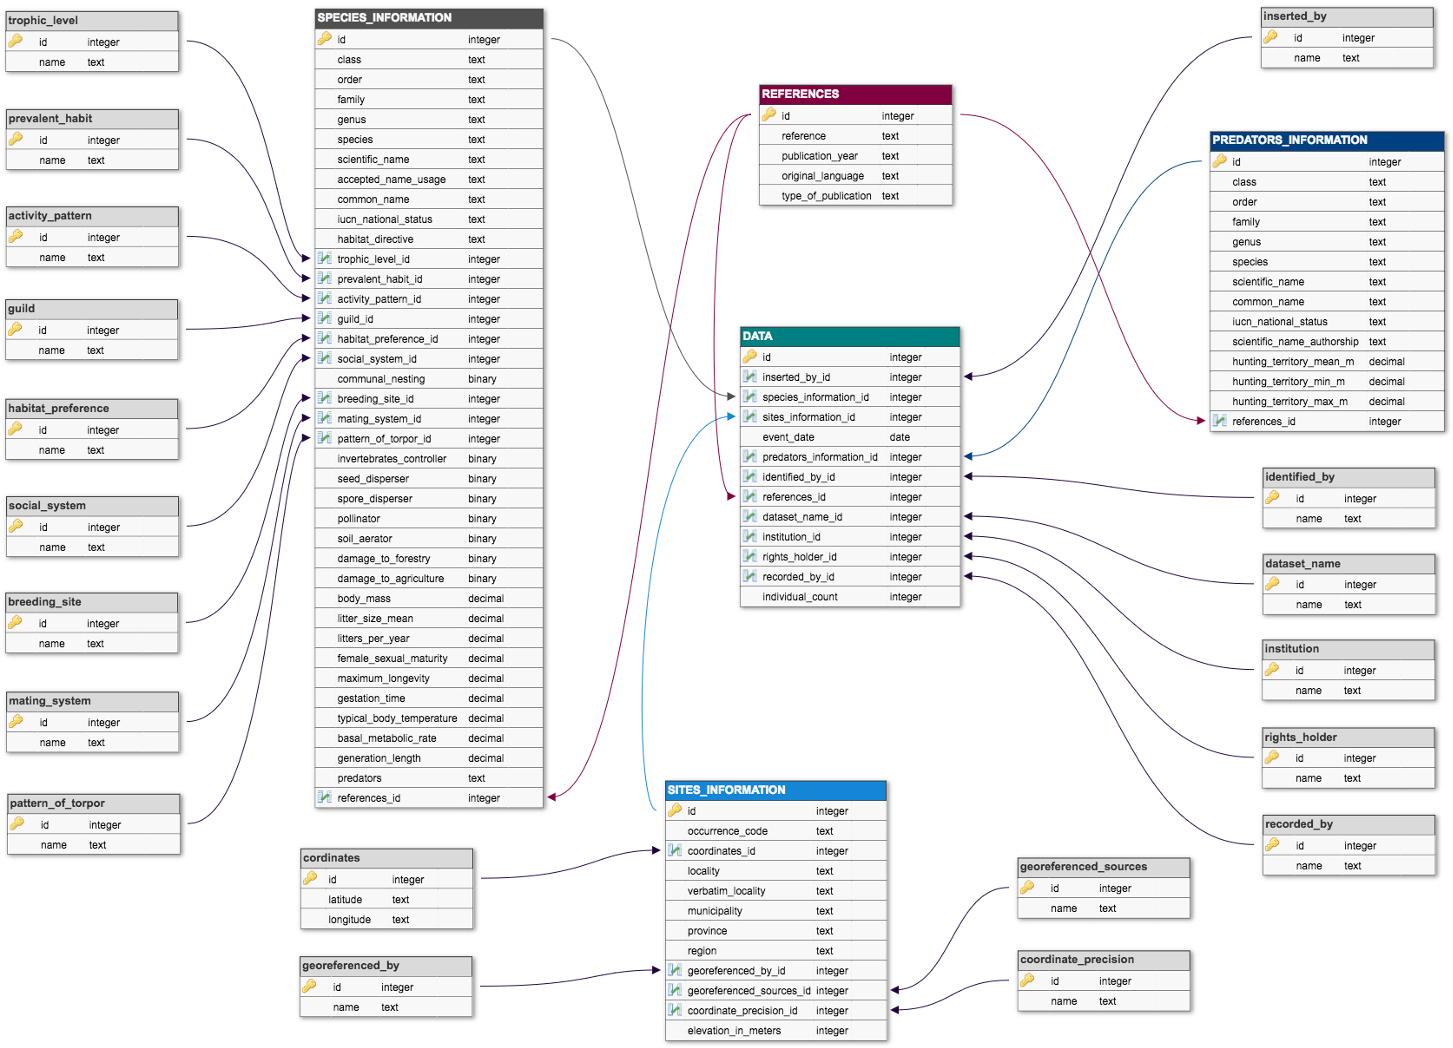 trophic_level
id integer
name text
prevalent_habit
id integer
name text
activity_pattern
id integer
name text
guild
id integer
name text
habitat_preference
id integer
name text
social_system
id integer
name text
breeding_site
id integer
name text
mating_system
id integer
name text
pattern_of_torpor
id integer
name text
SPECIES_INFORMATION
id integer
class text
order text
family text
genus text
species text
scientific_name text
accepted_name_usage text
common_name text
iucn_national_status text
habitat_directive text
trophic_level_id integer
prevalent_habit_id integer
activity_pattern_id integer
guild_id integer
habitat_preference_id integer
social_system_id integer
communal_nesting binary
breeding_site_id integer
mating_system_id integer
pattern_of_torpor_id integer
invertebrates_controller binary
seed_disperser binary
spore_disperser binary
pollinator binary
soil_aerator binary
damage_to_forestry binary
damage_to_agriculture binary
body_mass decimal
litter_size_mean decimal
litters_per_year decimal
female_sexual_maturity decimal
maximum_longevity decimal
gestation_time decimal
typical_body_temperature decimal
basal_metabolic_rate decimal
generation_length decimal
predators text
references_id integer
cordinates
id integer
latitude text
longitude text
georeferenced_by
id integer
name text
REFERENCES
id integer
reference text
publication_year text
original_language text
type_of_publication text
DATA
id integer
inserted_by_id integer
species_information_id integer
sites_information_id integer
event_date date
predators_information_id integer
identified_by_id integer
references_id integer
dataset_name_id integer
institution_id integer
rights_holder_id integer
recorded_by_id integer
individual_count integer
SITES_INFORMATION
id integer
occurrence_code text
coordinates_id integer
locality text
verbatim_locality text
municipality text
province text
region text
georeferenced_by_id integer
georeferenced_sources_id integer
coordinate_precision_id integer
elevation_in_meters integer
inserted_by
id integer
name text
PREDATORS_INFORMATION
id integer
class text
order text
family text
genus text
species text
scientific_name text
common_name text
iucn_national_status text
scientific_name_authorship text
hunting_territory_mean_m decimal
hunting_territory_min_m decimal
hunting_territory_max_m decimal
references_id integer
identified_by
id integer
name text
dataset_name
id integer
name text
institution
id integer
name text
rights_holder
id integer
name text
recorded_by
id integer
name text
georeferenced_sources
id integer
name text
coordinate_precision
id integer
name text